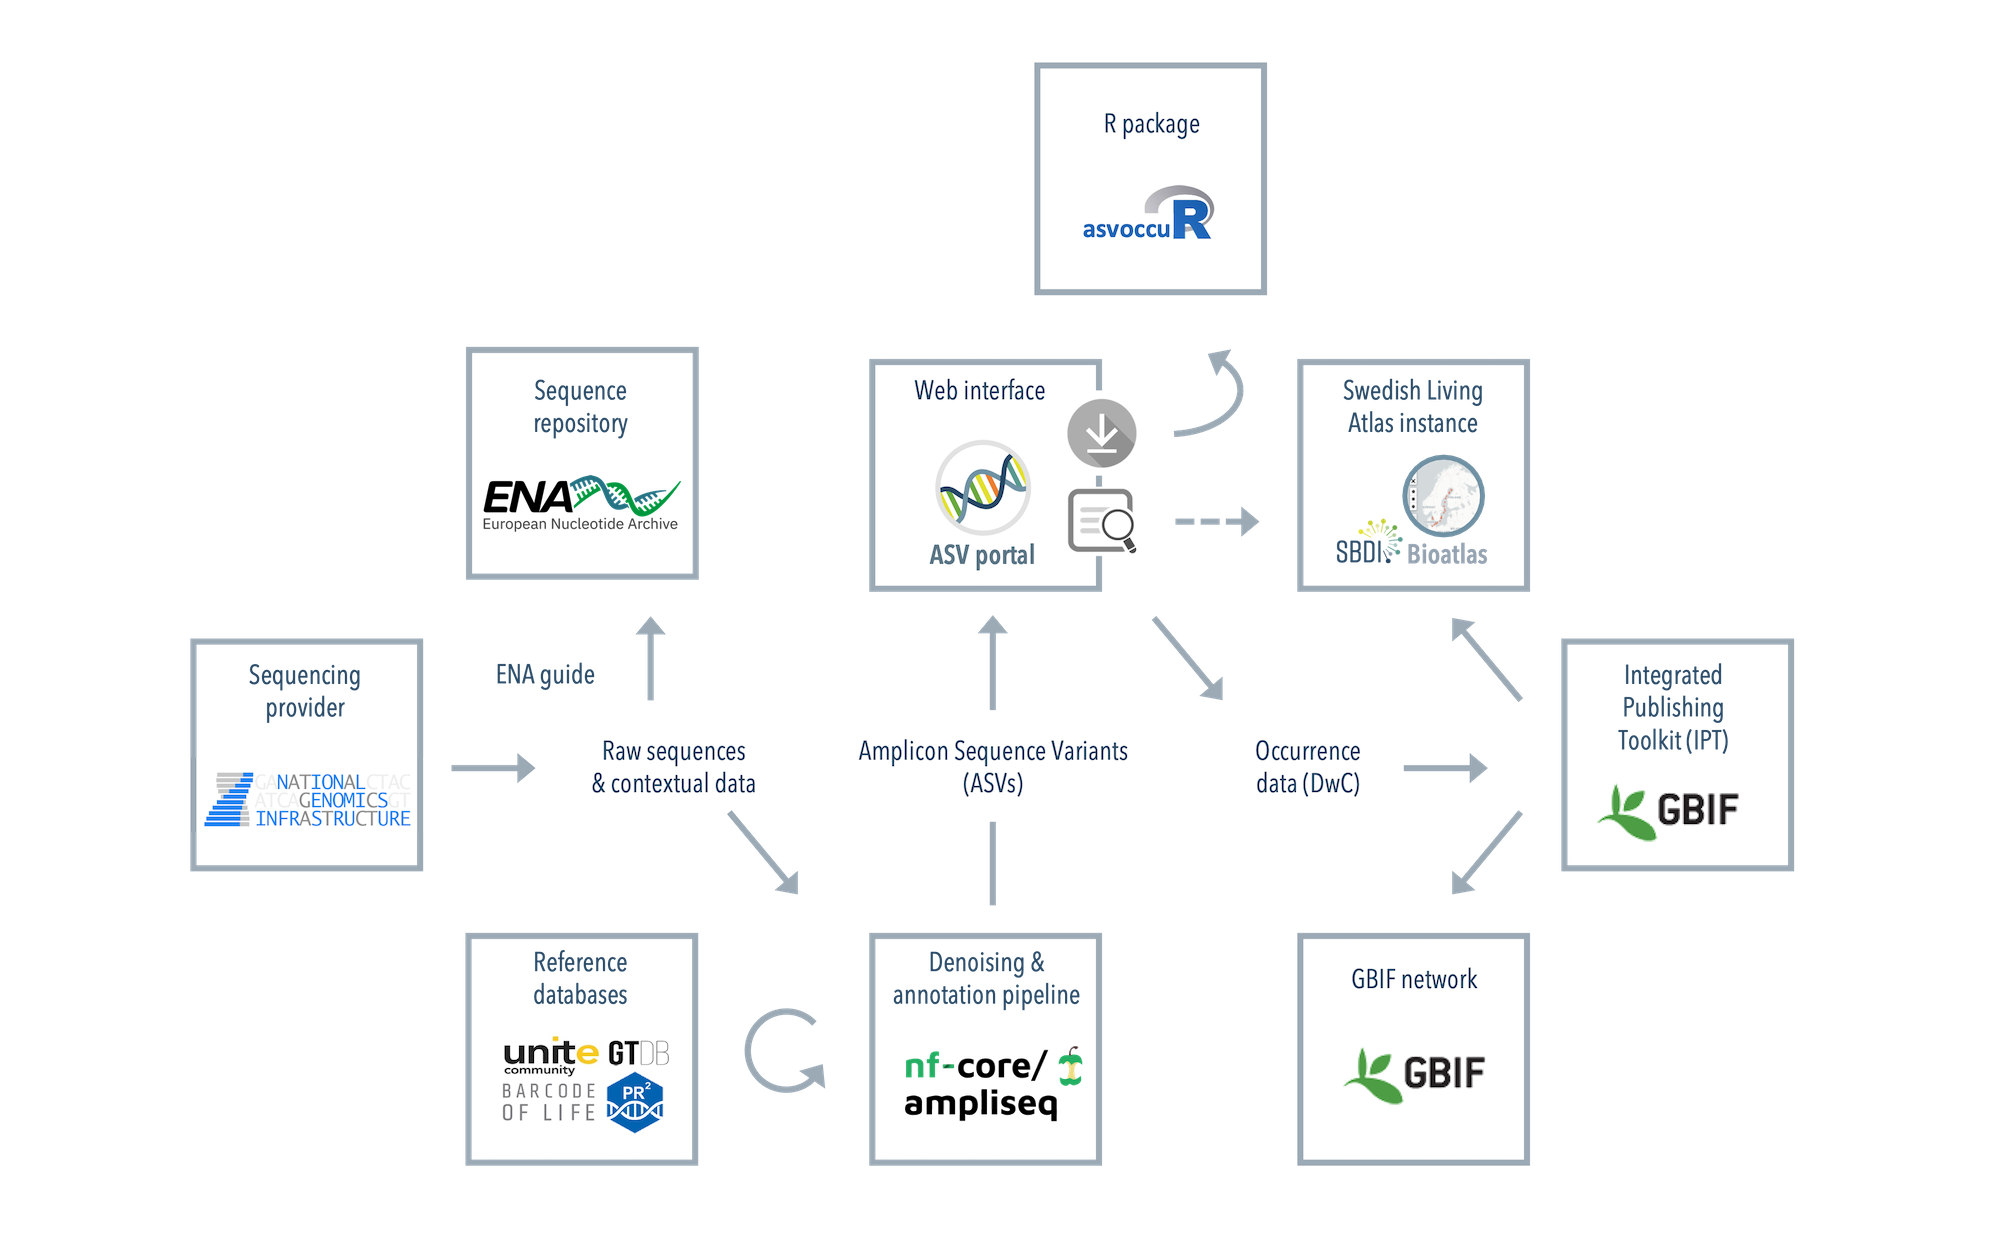 R package
asvoccuR
Sequence
repository
ENA
European Nucleotide Archive
Web interface
ASV portal
Swedish Living
Atlas instance
SBDI Bioatlas
Sequencing
provider
GANATIONALCTAC
ATCAGENOMICSGT
INFRASTRUCTURE
ENA guide
Raw sequences
& contextual data
Amplicon Sequence Variants
(ASVs)
Occurrence
data (DwC)
Integrated
Publishing
Toolkit (IPT)
GBIF
Reference
databases
unite
community
GTDB
BARCODE
OF LIFE
PR2
Denoising &
annotation pipeline
nf-core/
ampliseq
GBIF network
GBIF